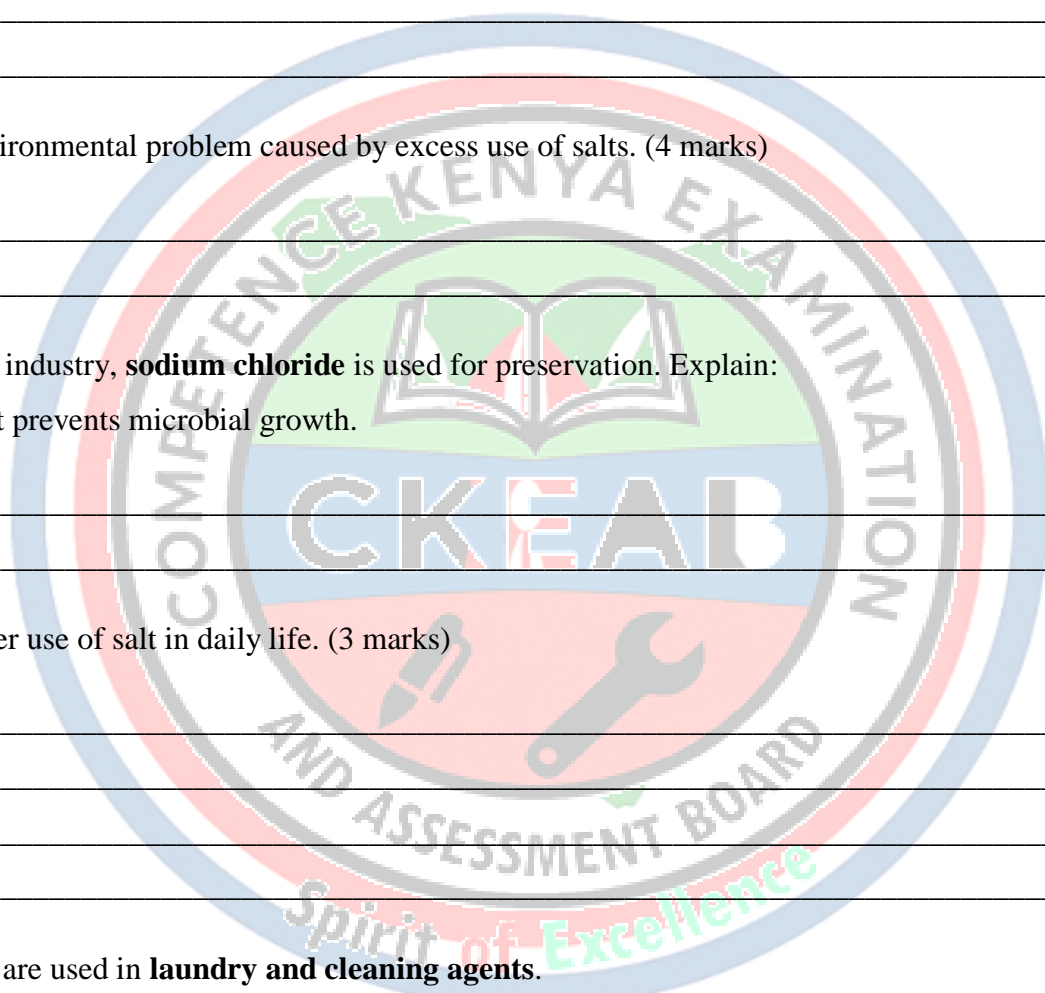 ironmental problem caused by excess use of salts. (4 marks)
industry, sodium chloride is used for preservation. Explain:
t prevents microbial growth.
er use of salt in daily life. (3 marks)
are used in laundry and cleaning agents.
COMPETENCE KENYA EXAMINATION
CKEAB
AND ASSESSMENT BOARD
Spirit of Excellence